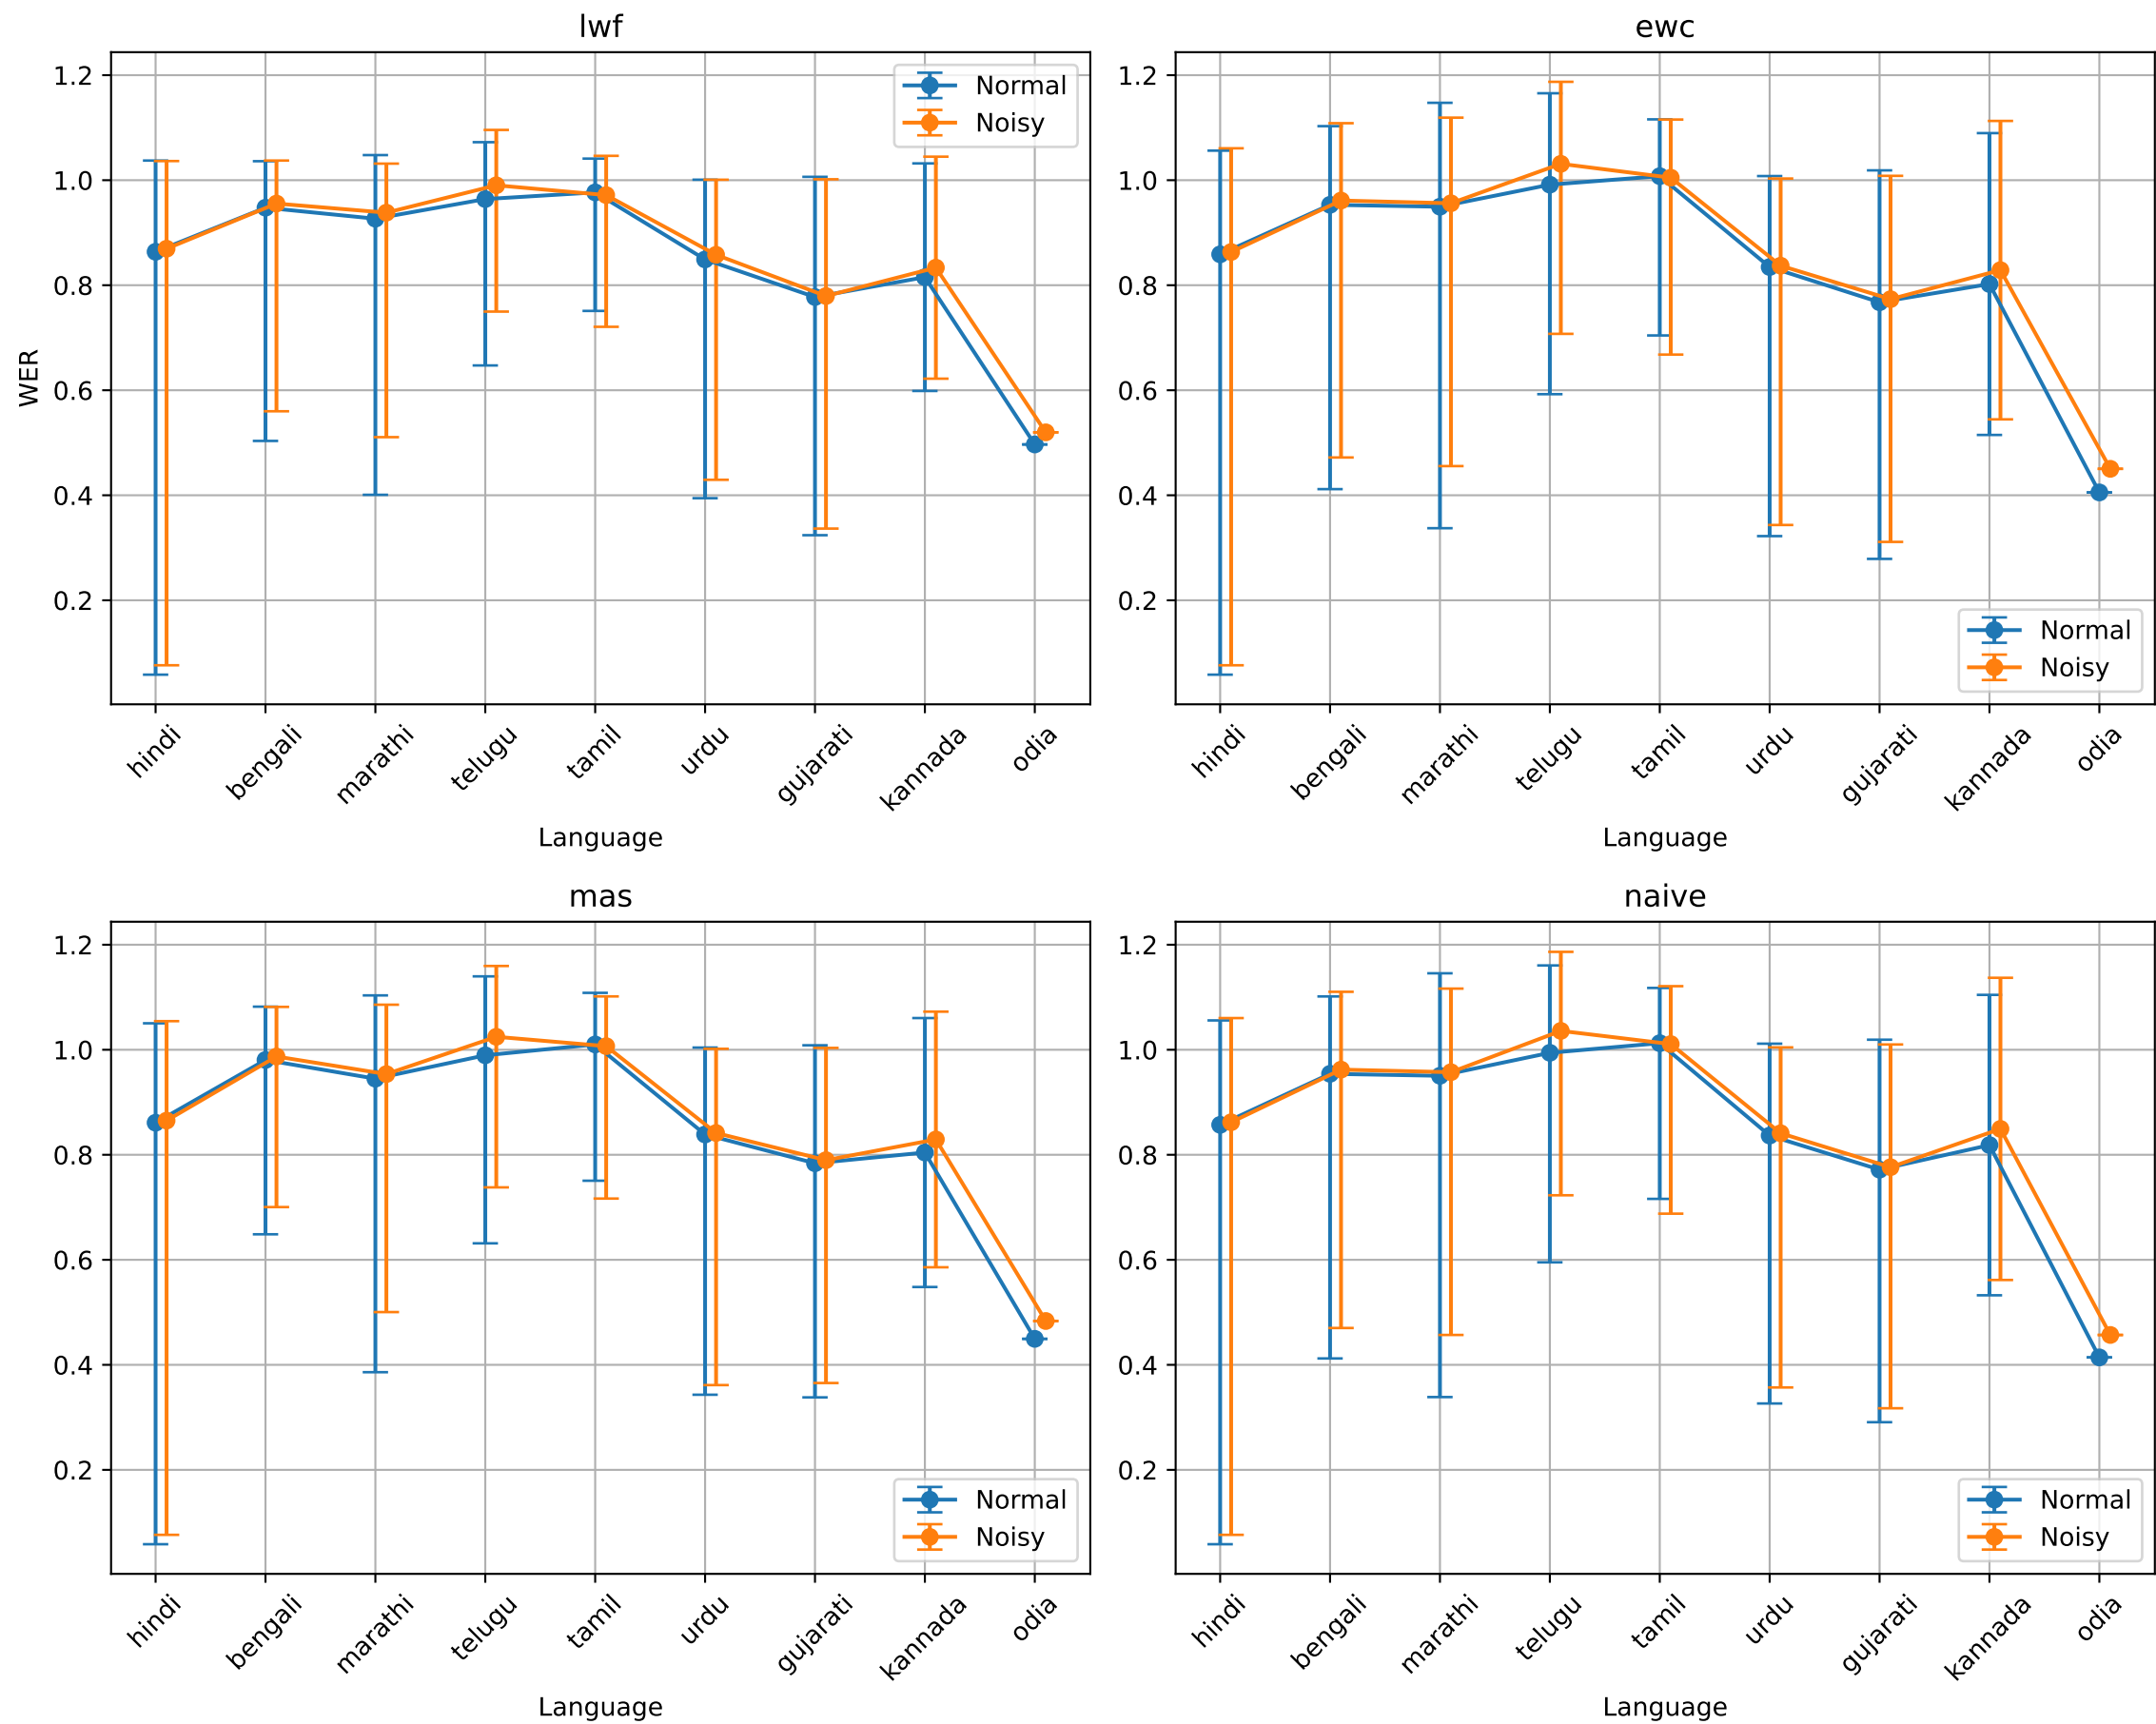 lwf
WER
1.2
1.0
0.8
0.6
0.4
0.2
Normal
Noisy
hindi
bengali
marathi
telugu
tamil
urdu
gujarati
kannada
odia
Language
ewc
1.2
1.0
0.8
0.6
0.4
0.2
Normal
Noisy
hindi
bengali
marathi
telugu
tamil
urdu
gujarati
kannada
odia
Language
mas
1.2
1.0
0.8
0.6
0.4
0.2
Normal
Noisy
hindi
bengali
marathi
telugu
tamil
urdu
gujarati
kannada
odia
Language
naive
1.2
1.0
0.8
0.6
0.4
0.2
Normal
Noisy
hindi
bengali
marathi
telugu
tamil
urdu
gujarati
kannada
odia
Language